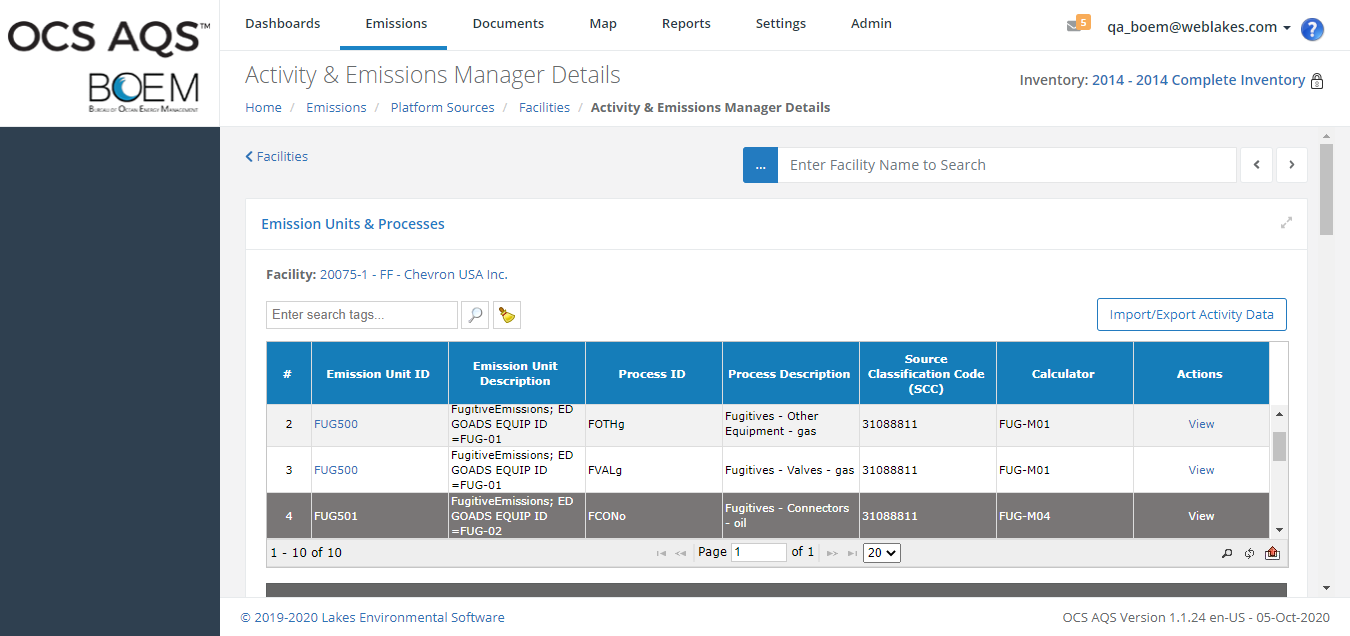 OCS AQS™
BOEM
Bureau of Ocean Energy Management
Dashboards Emissions Documents Map Reports Settings Admin
5 qa_boem@weblakes.com ?
Activity & Emissions Manager Details
Inventory: 2014 - 2014 Complete Inventory
Home / Emissions / Platform Sources / Facilities / Activity & Emissions Manager Details
Facilities
... Enter Facility Name to Search
Emission Units & Processes
Facility: 20075-1 - FF - Chevron USA Inc.
Enter search tags...
Import/Export Activity Data
# Emission Unit ID Emission Unit Description Process ID Process Description Source Classification Code (SCC) Calculator Actions
2 FUG500 FugitiveEmissions; ED GOADS EQUIP ID =FUG-01 FOTHg Fugitives - Other Equipment - gas 31088811 FUG-M01 View
3 FUG500 FugitiveEmissions; ED GOADS EQUIP ID =FUG-01 FVALg Fugitives - Valves - gas 31088811 FUG-M01 View
4 FUG501 FugitiveEmissions; ED GOADS EQUIP ID =FUG-02 FCONo Fugitives - Connectors - oil 31088811 FUG-M04 View
1 - 10 of 10 Page 1 of 1 20
© 2019-2020 Lakes Environmental Software
OCS AQS Version 1.1.24 en-US - 05-Oct-2020